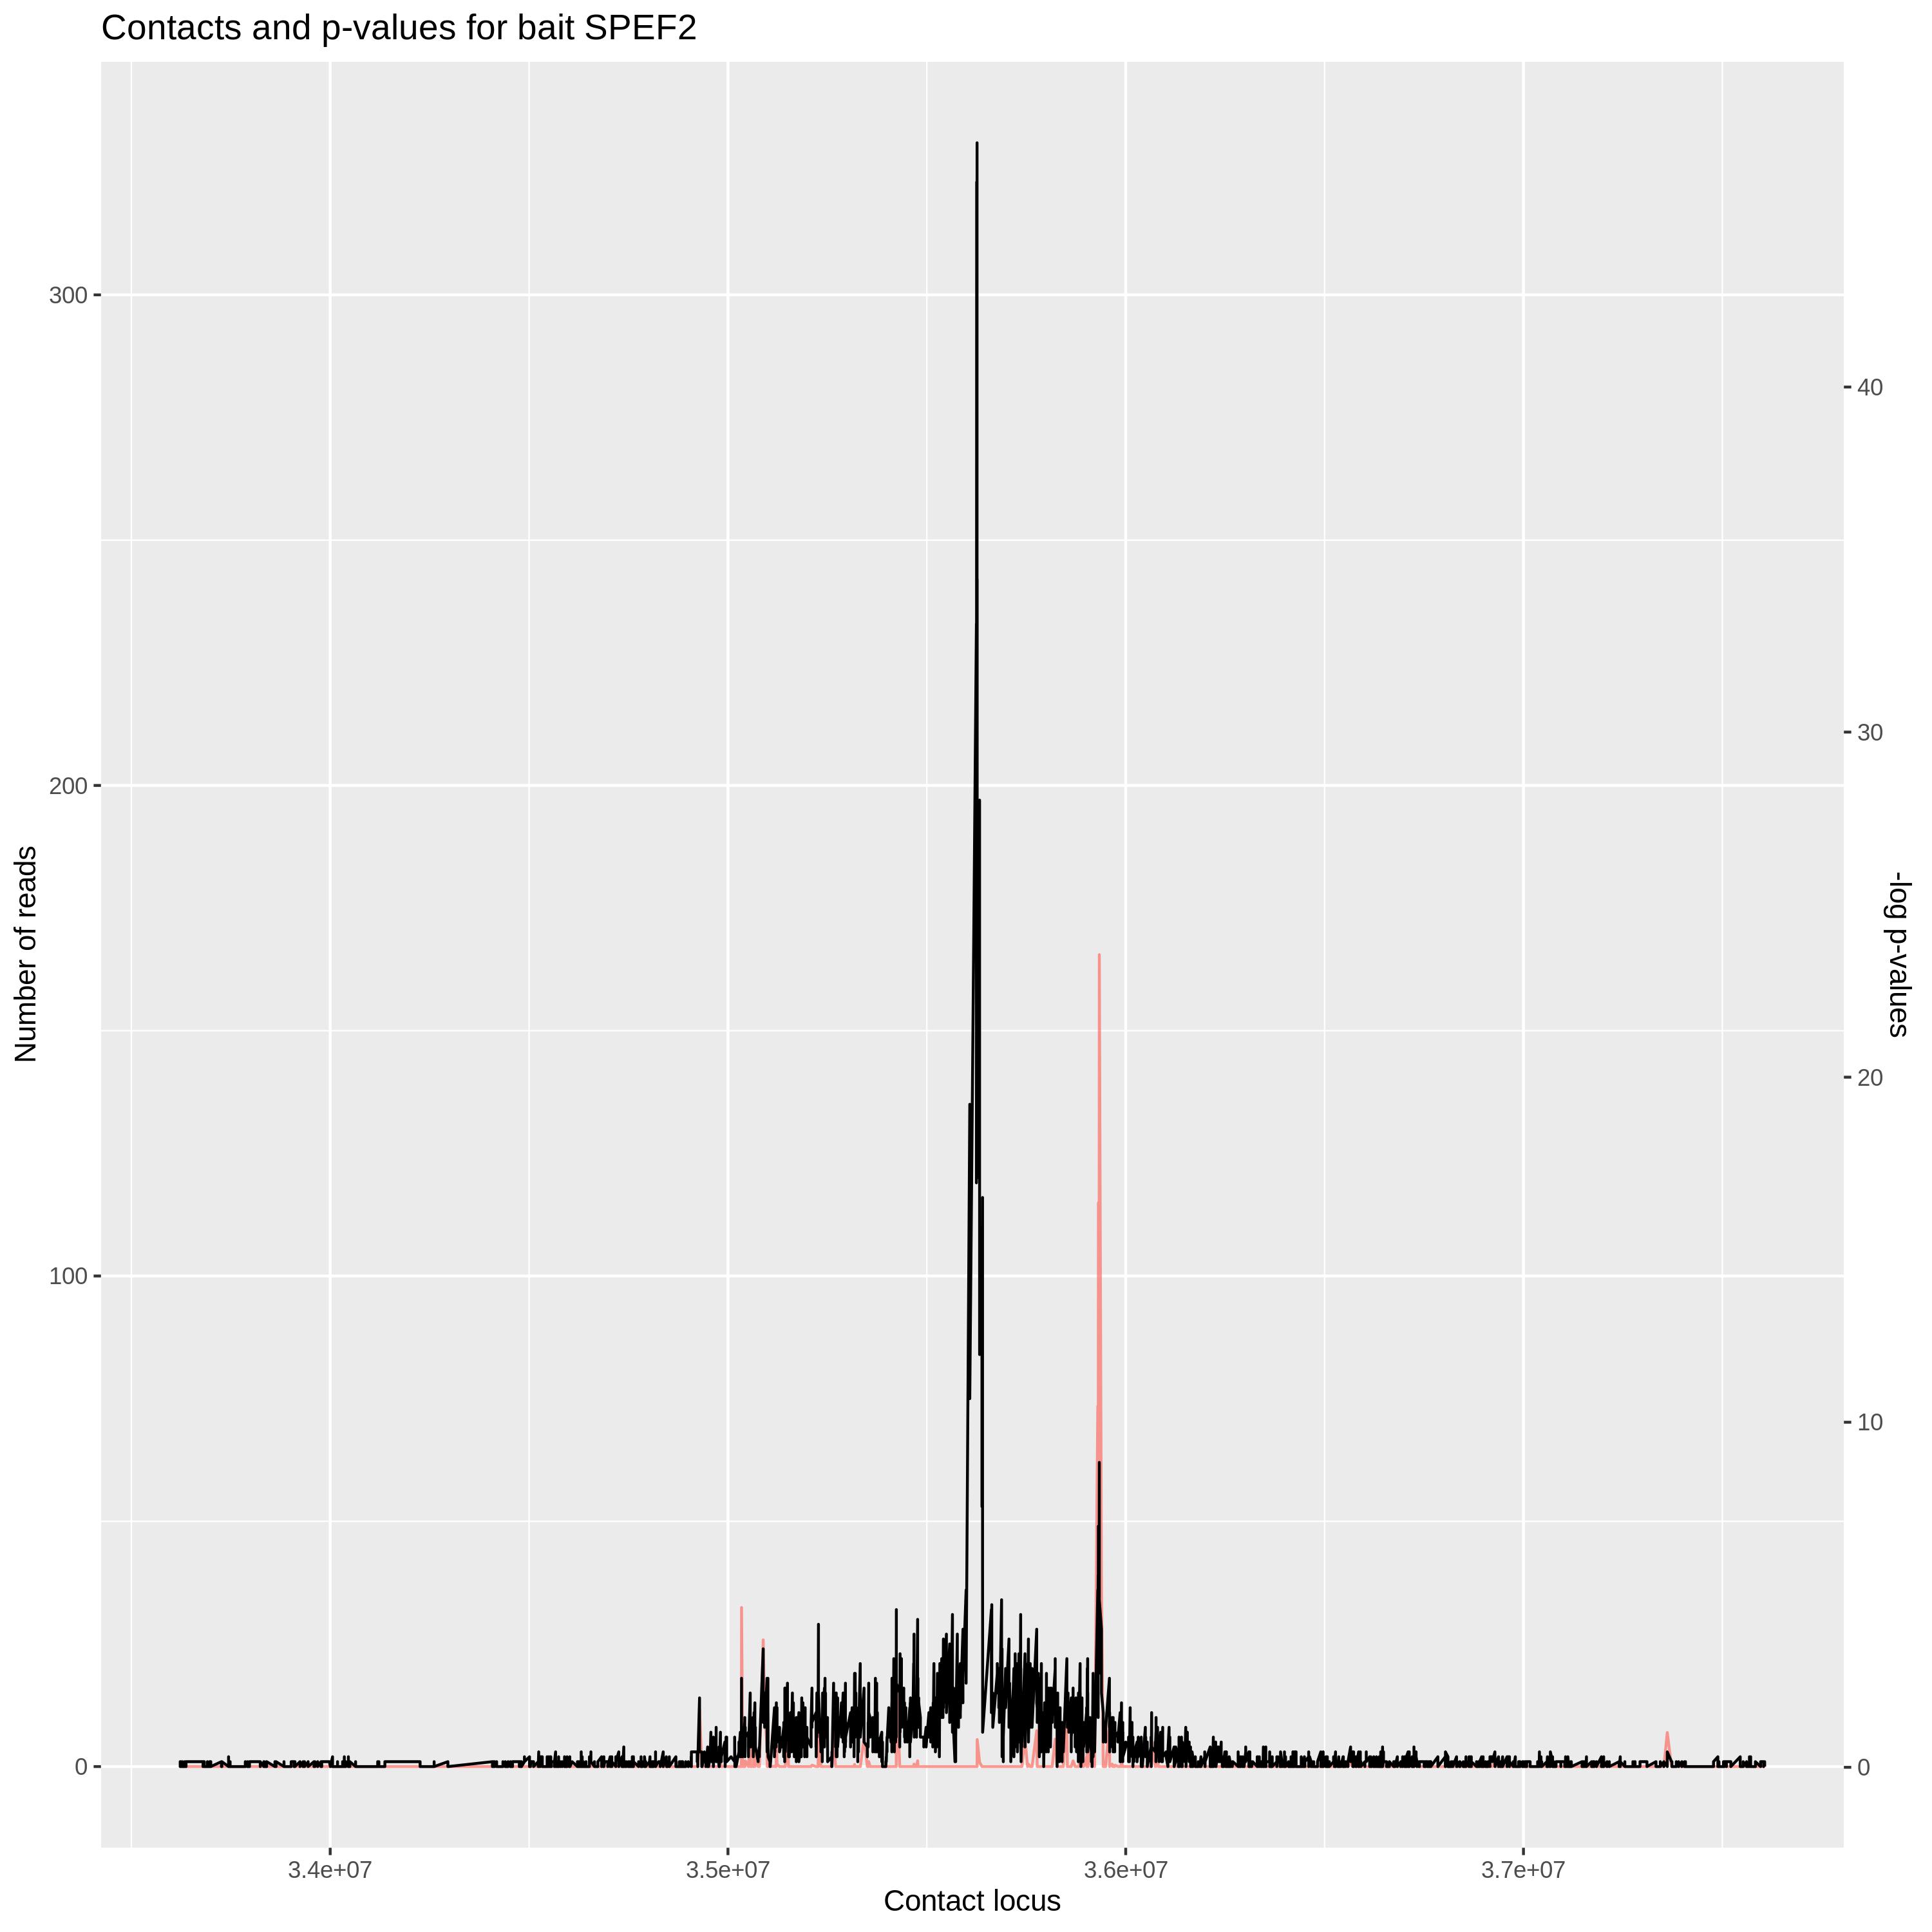 Contacts and p-values for bait SPEF2
Number of reads
300
200
100
0
40
30
20
10
0
-log p-values
3.4e+07 3.5e+07 3.6e+07 3.7e+07
Contact locus